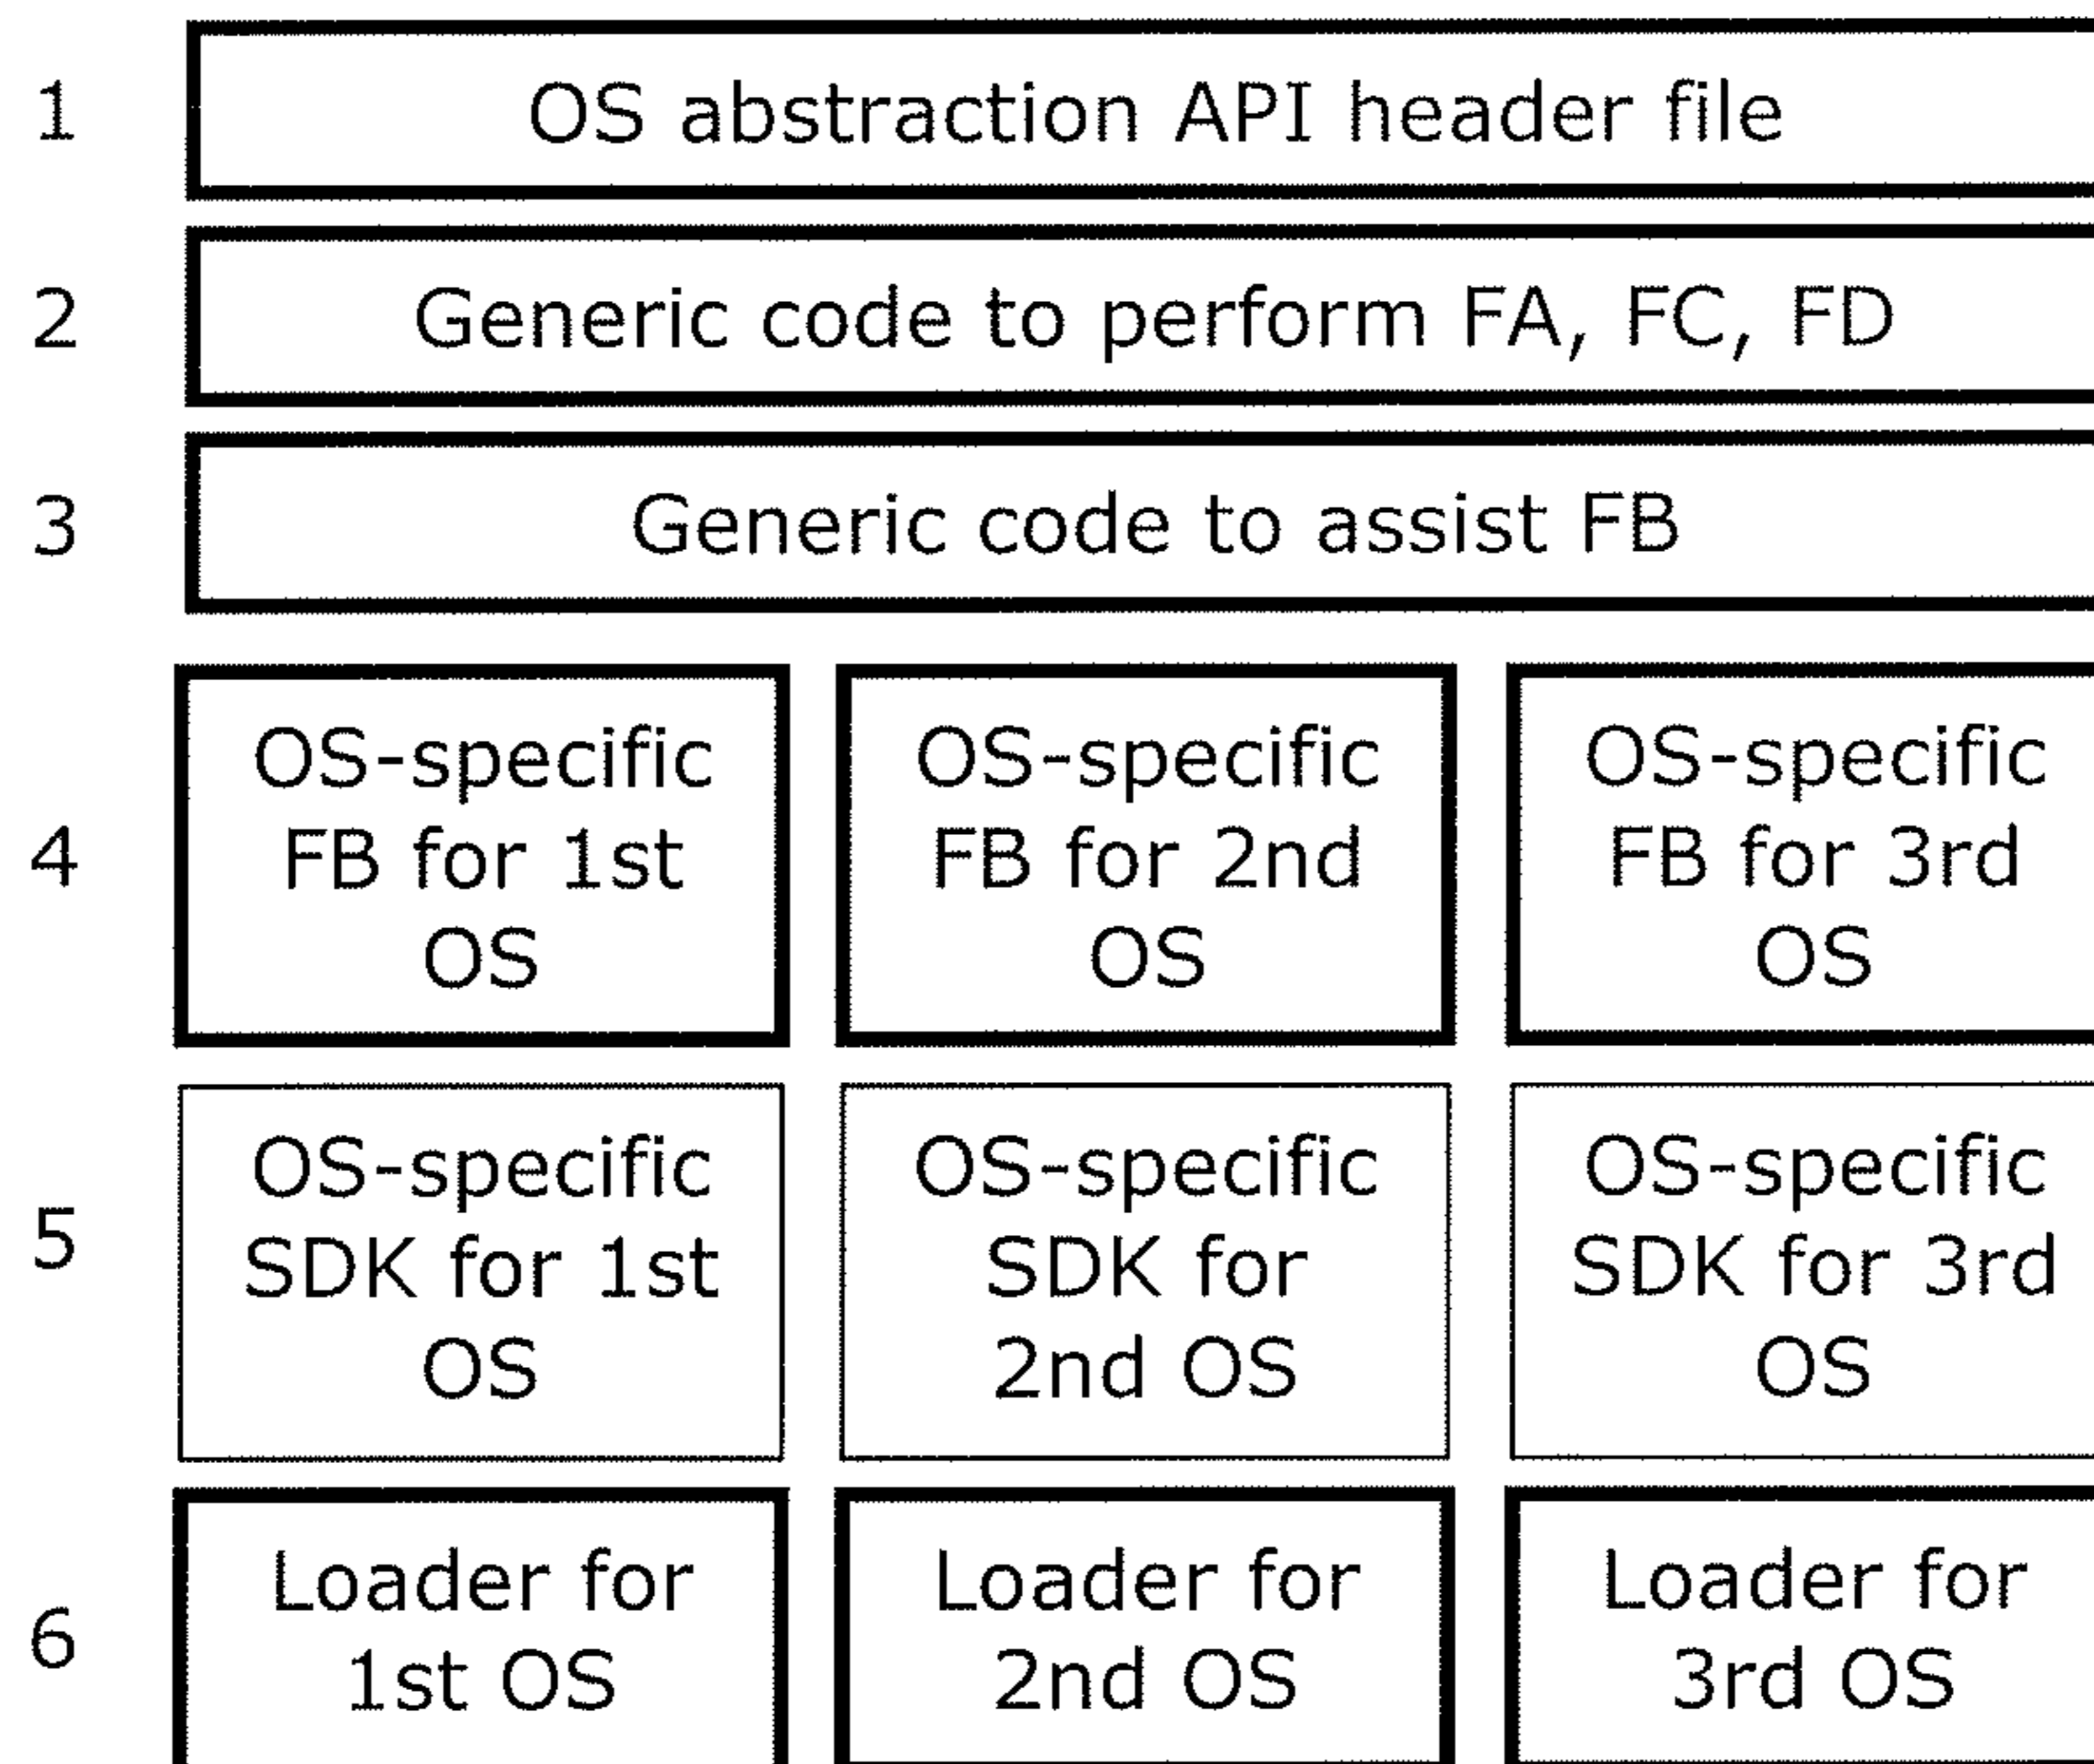 1
OS abstraction API header file
2
Generic code to perform FA, FC, FD
3
Generic code to assist FB
4
OS-specific
FB for 1st
OS
OS-specific
FB for 2nd
OS
OS-specific
FB for 3rd
OS
5
OS-specific
SDK for 1st
OS
OS-specific
SDK for
2nd OS
OS-specific
SDK for 3rd
OS
6
Loader for
1st OS
Loader for
2nd OS
Loader for
3rd OS